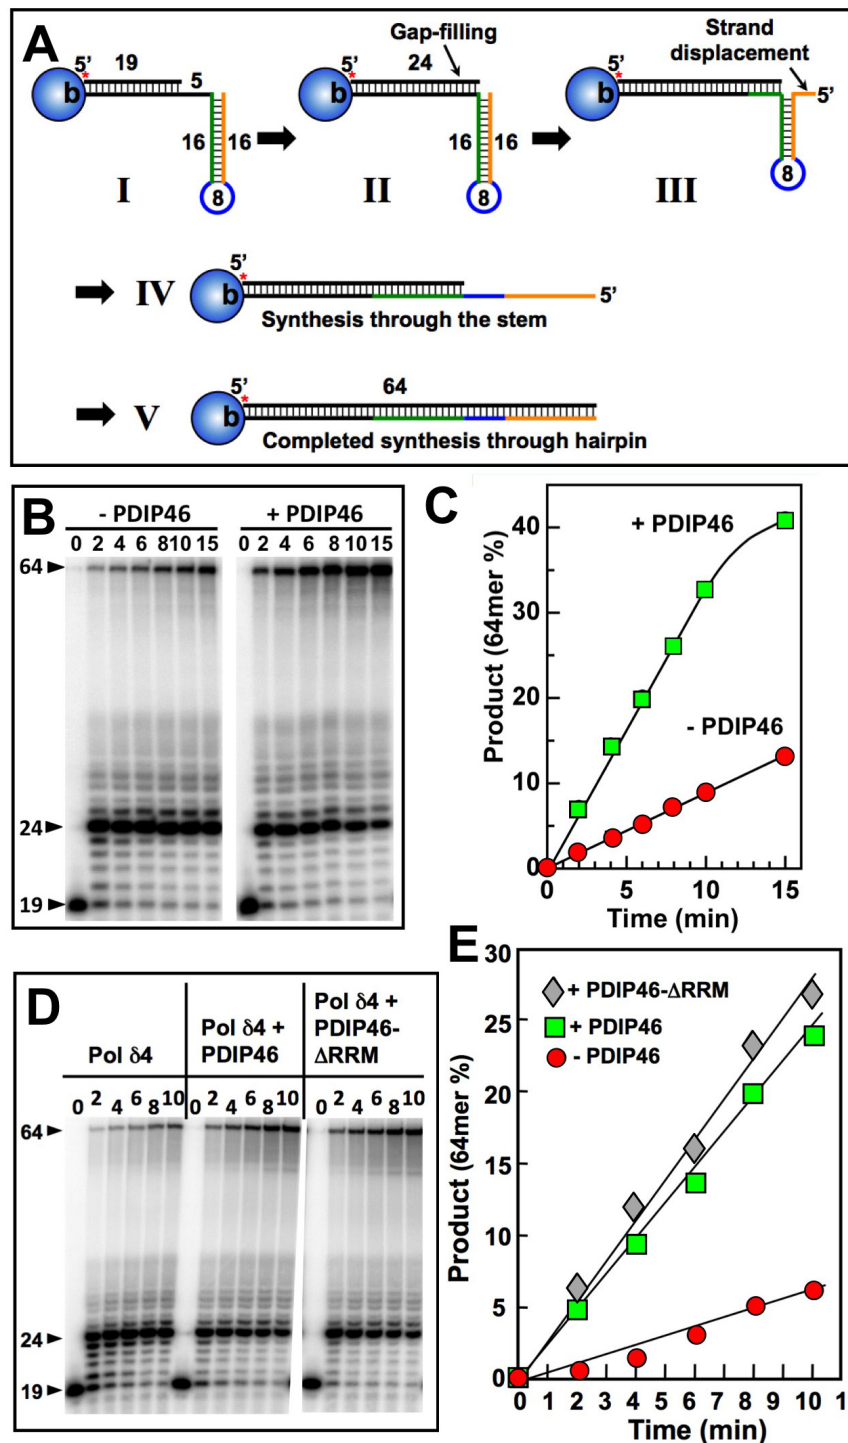 A
Gap-filling
Strand displacement
5' * 19 5
b
16 16
8
I
5' * 24
b
16 16
8
II
5' *
b
5'
8
III
IV
5' *
b
5'
Synthesis through the stem
V
5' *
64
b
Completed synthesis through hairpin
B
- PDIP46 + PDIP46
0 2 4 6 8 10 15 0 2 4 6 8 10 15
64
24
19
C
Product (64mer %)
40
30
20
10
0
+ PDIP46
- PDIP46
0 5 10 15
Time (min)
D
Pol δ4
Pol δ4 + PDIP46
Pol δ4 + PDIP46-ΔRRM
0 2 4 6 8 10 0 2 4 6 8 10 0 2 4 6 8 10
64
24
19
E
Product (64mer %)
30
25
20
15
10
5
0
+ PDIP46-ΔRRM
+ PDIP46
- PDIP46
0 1 2 3 4 5 6 7 8 9 10 1
Time (min)